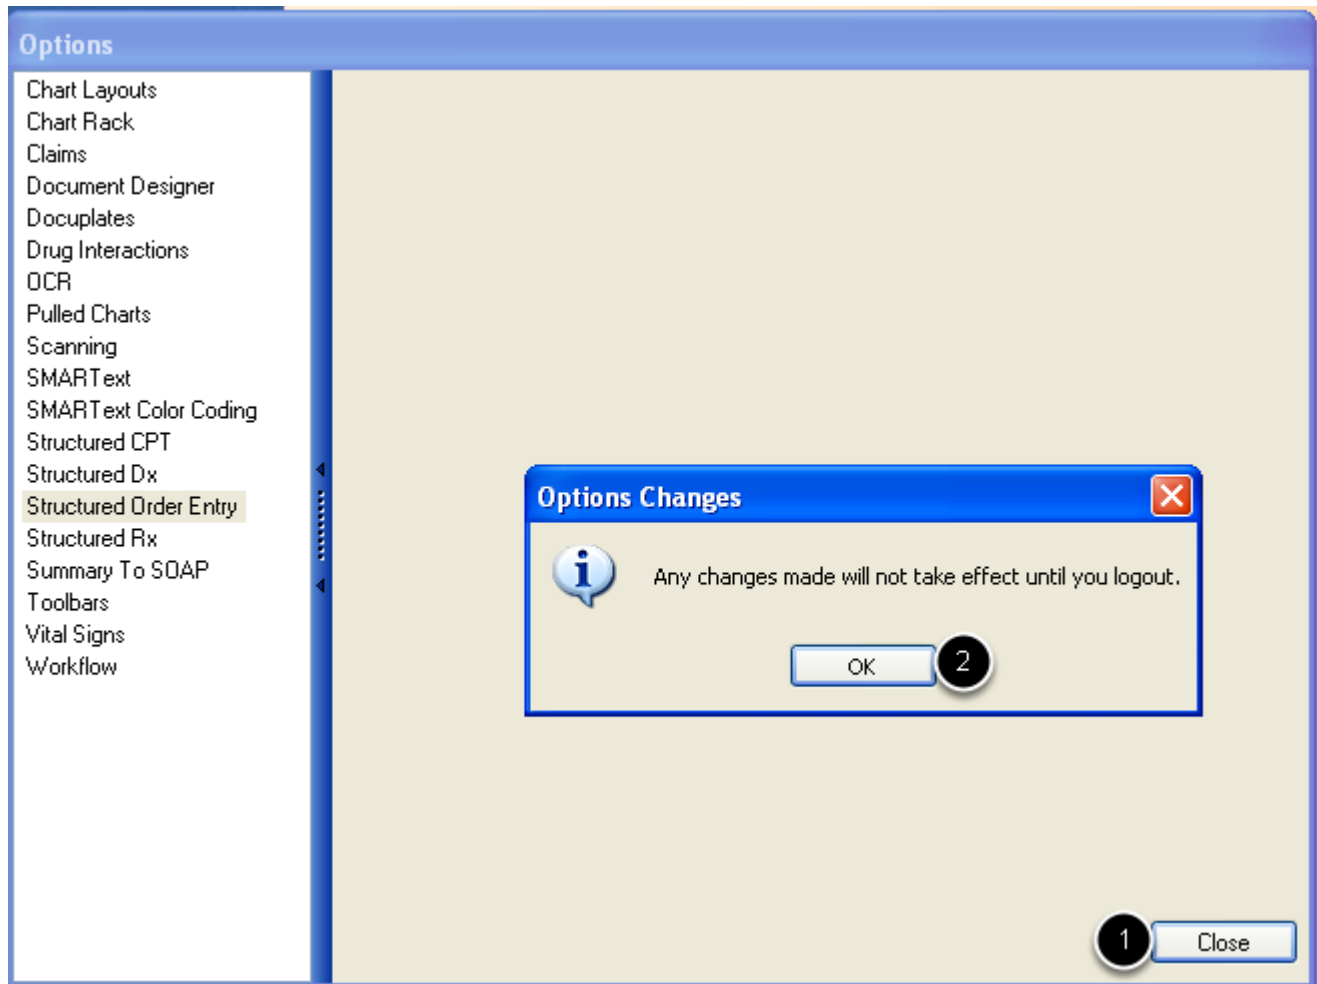 Options
Chart Layouts
Chart Rack
Claims
Document Designer
Docuplates
Drug Interactions
OCR
Pulled Charts
Scanning
SMARText
SMARText Color Coding
Structured CPT
Structured Dx
Structured Order Entry
Structured Rx
Summary To SOAP
Toolbars
Vital Signs
Workflow
Options Changes
Any changes made will not take effect until you logout.
OK 2
1 Close